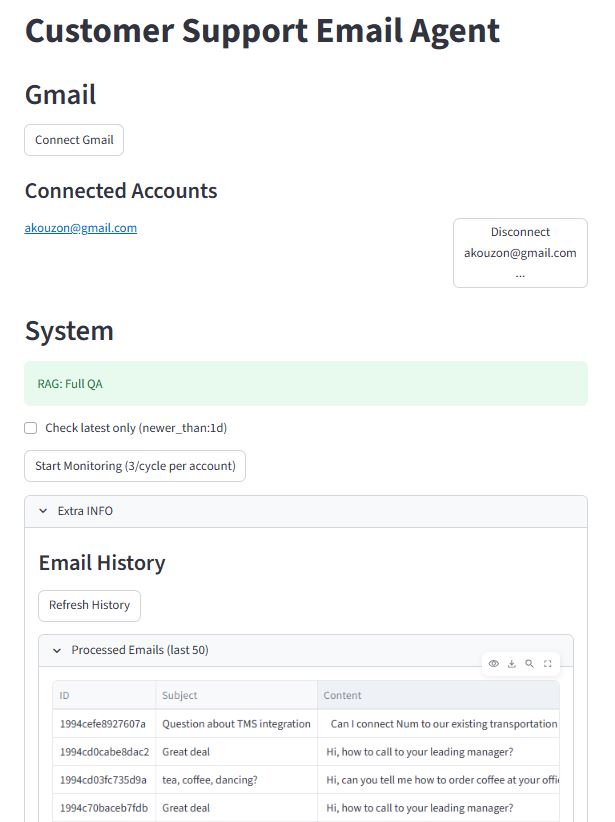 Customer Support Email Agent
Gmail
Connect Gmail
Connected Accounts
akouzon@gmail.com
Disconnect
akouzon@gmail.com
...
System
RAG: Full QA
Check latest only (newer_than:1d)
Start Monitoring (3/cycle per account)
Extra INFO
Email History
Refresh History
Processed Emails (last 50)
ID Subject Content
1994cefe8927607a Question about TMS integration Can I connect Num to our existing transportation
1994cd0cabe8dac2 Great deal Hi, how to call to your leading manager?
1994cd03fc735d9a tea, coffee, dancing? Hi, can you tell me how to order coffee at your offi
1994c70baceb7fdb Great deal Hi, how to call to your leading manager?